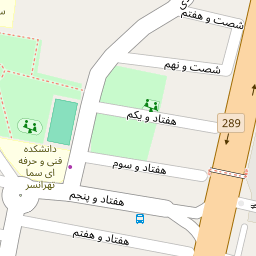 شصت و هفتم
شصت و نهم
هفتاد و یکم
289
دانشکده
فنی و حرفه
ای سما
تهرانسر
هفتاد و سوم
هفتاد و پنجم
هفتاد و هفتم